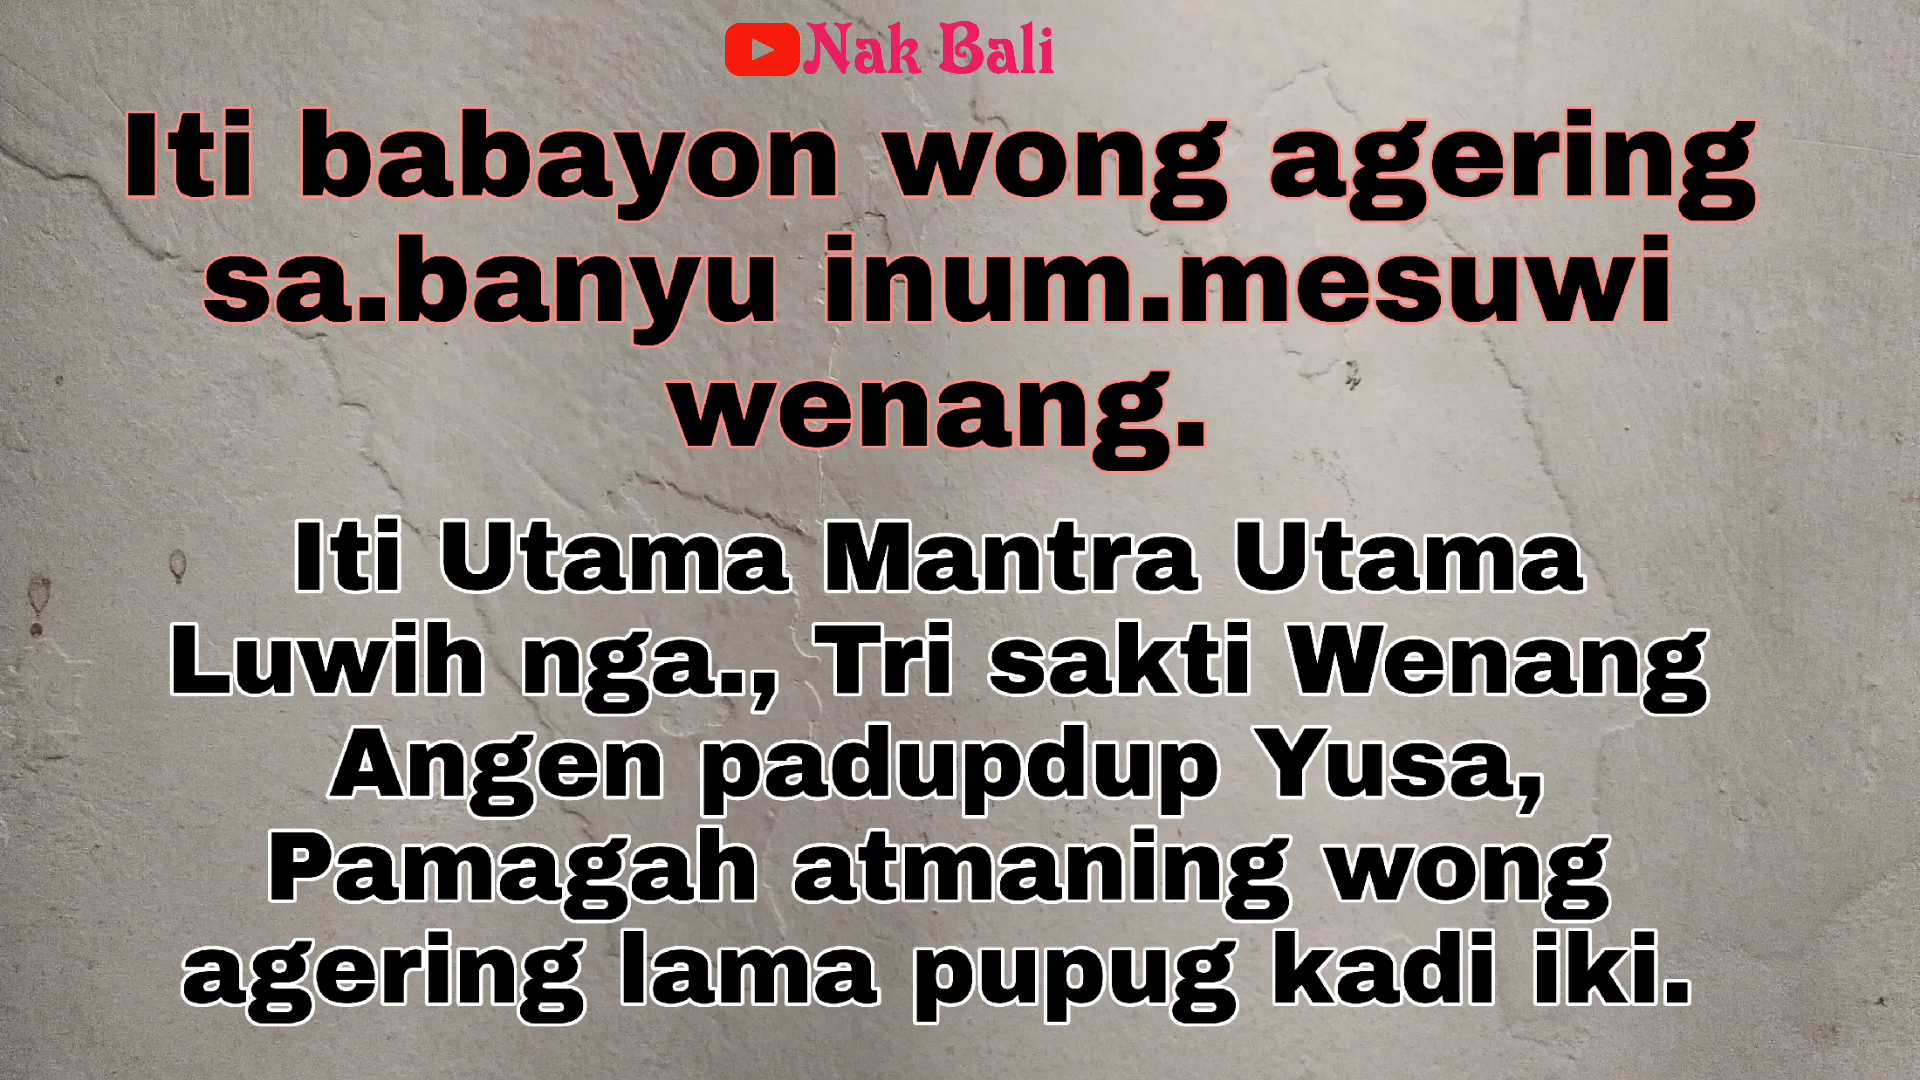 Nak Bali
Iti babayon wong agering
sa.banyu inum.mesuwi
wenang.
Iti Utama Mantra Utama
Luwih nga., Tri sakti Wenang
Angen padupdup Yusa,
Pamagah atmaning wong
agering lama pupug kadi iki.